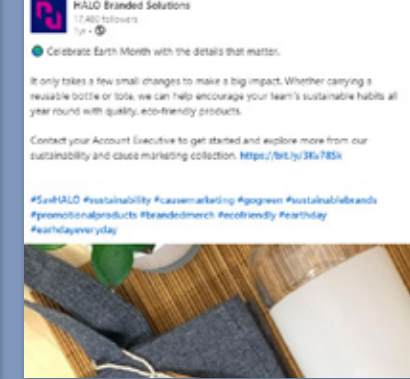 HALO Branded Solutions
17,480 followers
1yr •
Celebrate Earth Month with the details that matter.
It only takes a few small changes to make a big impact. Whether carrying a
reusable bottle or tote, we can help encourage your team's sustainable habits all
year round with quality, eco-friendly products.
Contact your Account Executive to get started and explore more from our
sustainability and cause marketing collection.
#SayHALO #sustainability #causemarketing #gogreen #sustainablebrands
#promotionalproducts #brandedmerch #ecofriendly #earthday
#earthdayeveryday